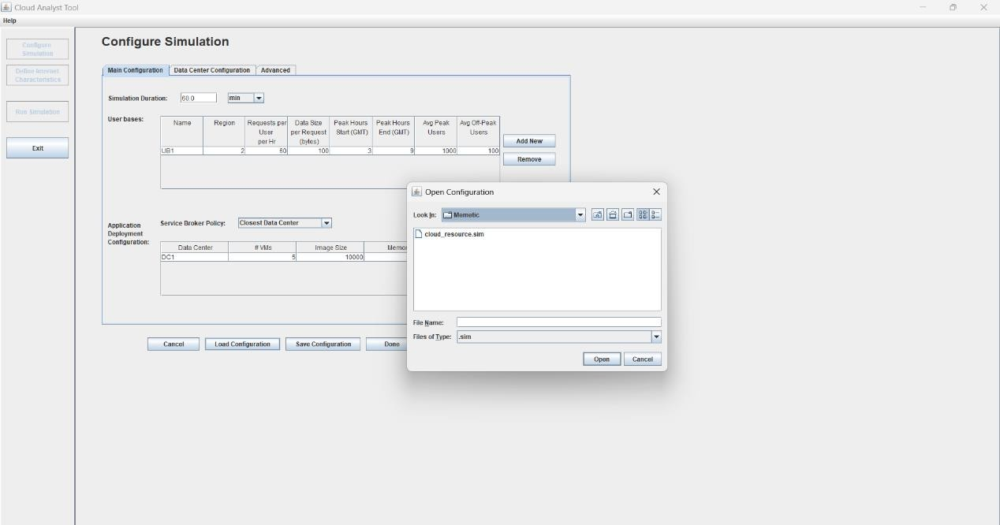 Cloud Analyst Tool
Help
Configure Simulation
Define Internet Characteristics
Run Simulation
Exit
Configure Simulation
Main Configuration Data Center Configuration Advanced
Simulation Duration: 60.0 min
User bases:
Name Region Requests per User per Hr Data Size per Request (bytes) Peak Hours Start (GMT) Peak Hours End (GMT) Avg Peak Users Avg Off-Peak Users
UB1 2 60 100 3 9 1000 100
Add New
Remove
Application Deployment Configuration:
Service Broker Policy: Closest Data Center
Data Center # VMs Image Size Memor
DC1 5 10000
Cancel Load Configuration Save Configuration Done
Open Configuration
Look In: Memetic
cloud_resource.sim
File Name:
Files of Type: .sim
Open Cancel